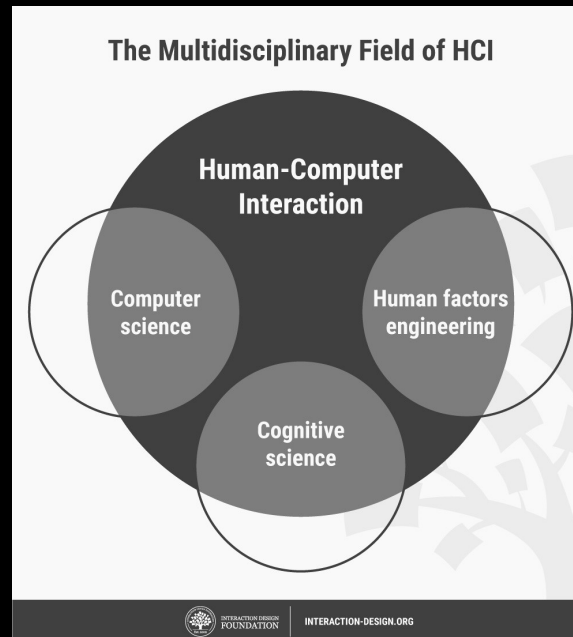 The Multidisciplinary Field of HCI
Human-Computer
Interaction
Computer
science
Human factors
engineering
Cognitive
science
INTERACTION DESIGN
FOUNDATION
INTERACTION-DESIGN.ORG